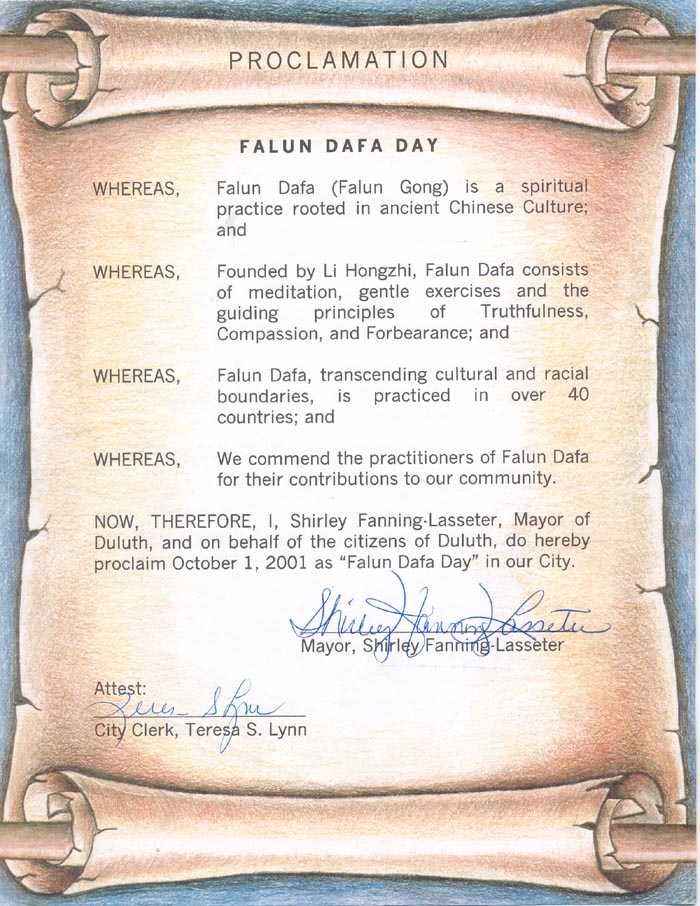 PROCLAMATION
FALUN DAFA DAY
WHEREAS, Falun Dafa (Falun Gong) is a spiritual
practice rooted in ancient Chinese Culture;
and
WHEREAS, Founded by Li Hongzhi, Falun Dafa consists
of meditation, gentle exercises and the
guiding principles of Truthfulness,
Compassion, and Forbearance; and
WHEREAS, Falun Dafa, transcending cultural and racial
boundaries, is practiced in over 40
countries; and
WHEREAS, We commend the practitioners of Falun Dafa
for their contributions to our community.
NOW, THEREFORE, I, Shirley Fanning-Lasseter, Mayor of
Duluth, and on behalf of the citizens of Duluth, do hereby
proclaim October 1, 2001 as “Falun Dafa Day” in our City.
Shirley Fanning Lasseter
Mayor, Shirley Fanning-Lasseter
Attest:
Teresa S Lynn
City Clerk, Teresa S. Lynn